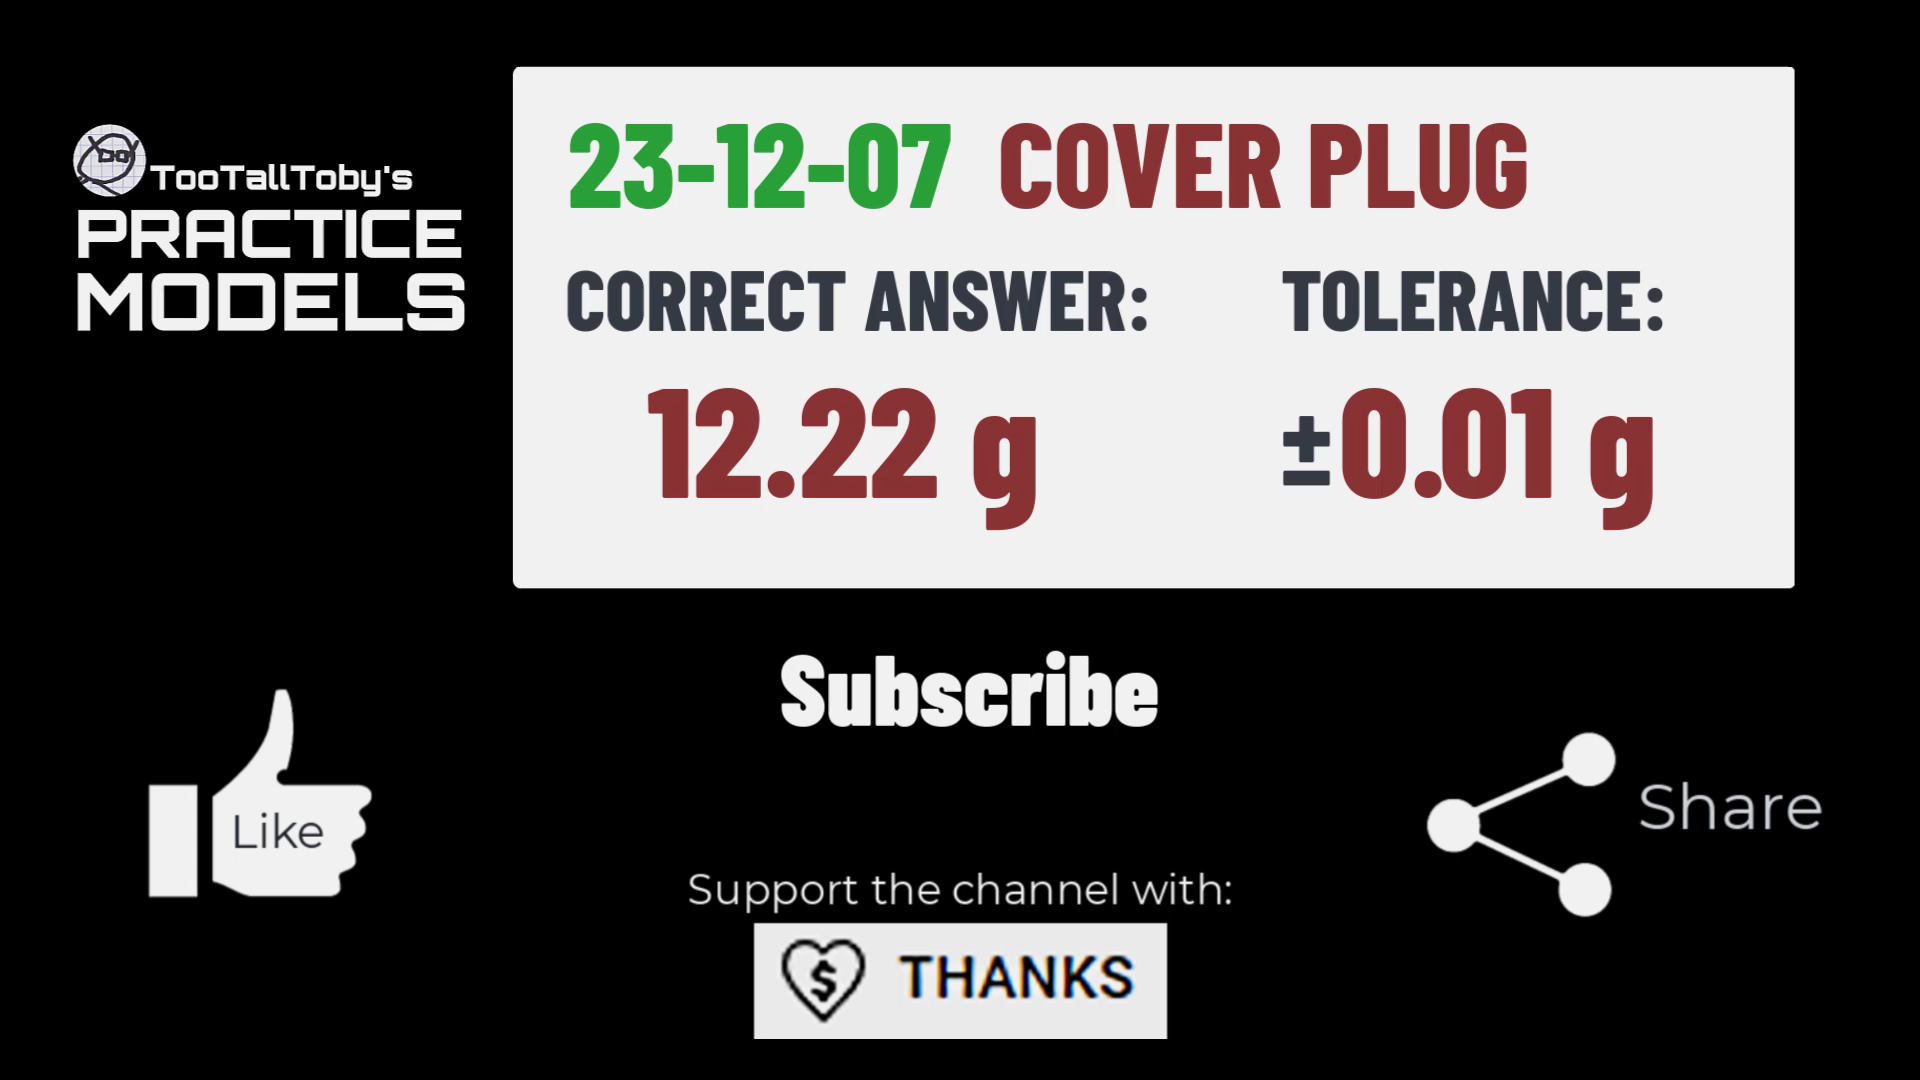 TooTallToby's
PRACTICE
MODELS
23-12-07 COVER PLUG
CORRECT ANSWER: TOLERANCE:
12.22 g ±0.01 g
Subscribe
Like
Share
Support the channel with:
$ THANKS